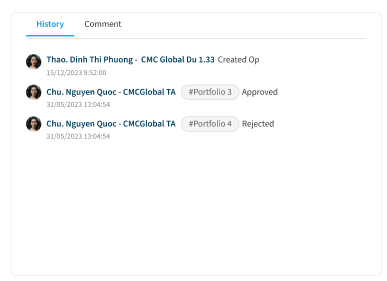 History Comment
Thao. Dinh Thi Phuong - CMC Global Du 1.33 Created Op
15/12/2023 9:52:00
Chu. Nguyen Quoc - CMCGlobal TA #Portfolio 3 Approved
31/05/2023 13:04:54
Chu. Nguyen Quoc - CMCGlobal TA #Portfolio 4 Rejected
31/05/2023 13:04:54